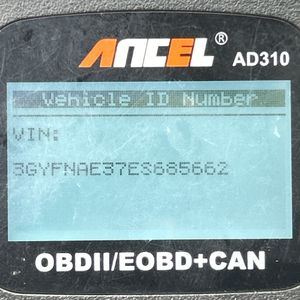 ANCEL®
AD310
Vehicle ID Number
VIN:
3GYFNAE37ES685662
OBDII/EOBD+CAN